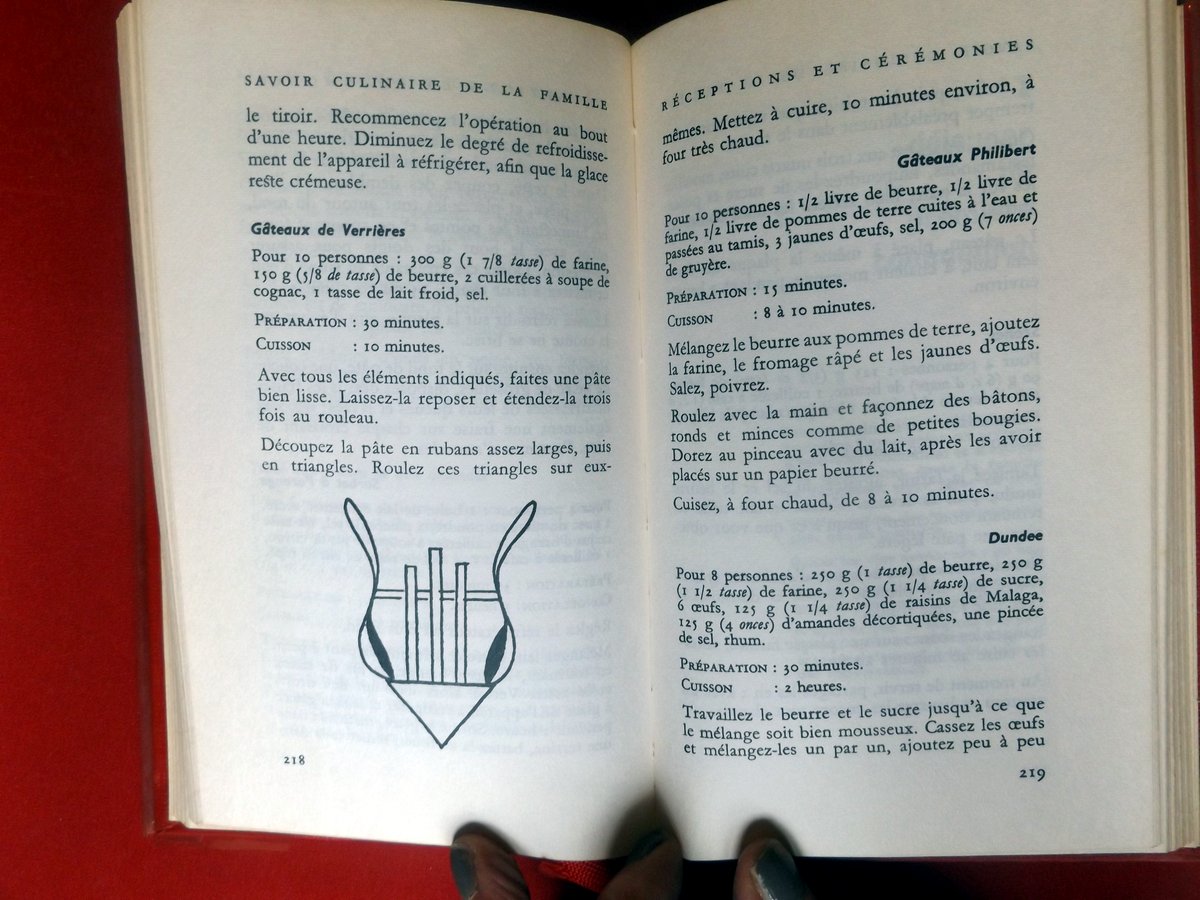 SAVOIR CULINAIRE DE LA FAMILLE
le tiroir. Recommencez l'opération au bout
d'une heure. Diminuez le degré de refroidisse-
ment de l'appareil à réfrigérer, afin que la glace
reste crémeuse.
Gâteaux de Verrières
Pour 10 personnes : 300 g (1 7/8 tasse) de farine,
150 g (5/8 de tasse) de beurre, 2 cuillerées à soupe de
cognac, 1 tasse de lait froid, sel.
PRÉPARATION : 30 minutes.
CUISSON : 10 minutes.
Avec tous les éléments indiqués, faites une pâte
bien lisse. Laissez-la reposer et étendez-la trois
fois au rouleau.
Découpez la pâte en rubans assez larges, puis
en triangles. Roulez ces triangles sur eux-
218
RÉCEPTIONS ET CÉRÉMONIES
mêmes. Mettez à cuire, 10 minutes environ, à
four très chaud.
Gâteaux Philibert
Pour 10 personnes : 1/2 livre de beurre, 1/2 livre de
farine, 1/2 livre de pommes de terre cuites à l'eau et
passées au tamis, 3 jaunes d'œufs, sel, 200 g (7 onces)
de gruyère.
PRÉPARATION : 15 minutes.
CUISSON : 8 à 10 minutes.
Mélangez le beurre aux pommes de terre, ajoutez
la farine, le fromage râpé et les jaunes d'œufs.
Salez, poivrez.
Roulez avec la main et façonnez des bâtons,
ronds et minces comme de petites bougies.
Dorez au pinceau avec du lait, après les avoir
placés sur un papier beurré.
Cuisez, à four chaud, de 8 à 10 minutes.
Dundee
Pour 8 personnes : 250 g (1 tasse) de beurre, 250 g
(1 1/2 tasse) de farine, 250 g (1 1/4 tasse) de sucre,
6 œufs, 125 g (1 1/4 tasse) de raisins de Malaga,
125 g (4 onces) d'amandes décortiquées, une pincée
de sel, rhum.
PRÉPARATION : 30 minutes.
CUISSON : 2 heures.
Travaillez le beurre et le sucre jusqu'à ce que
le mélange soit bien mousseux. Cassez les œufs
et mélangez-les un par un, ajoutez peu à peu
219